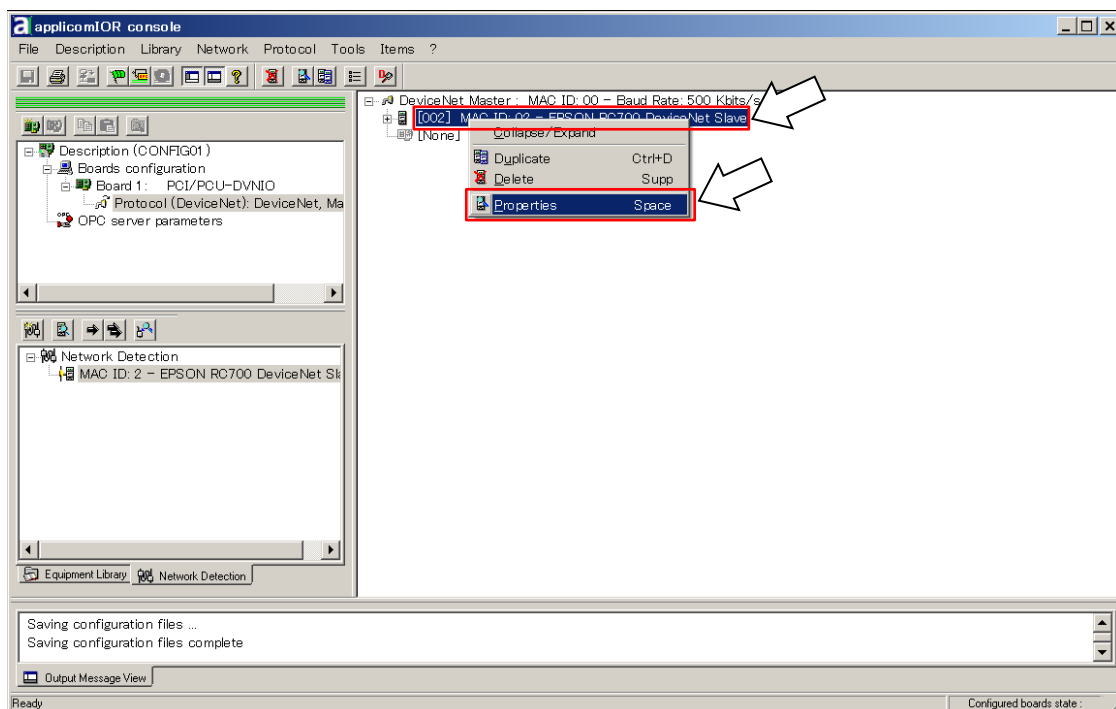 applicomIOR console
File Description Library Network Protocol Tools Items ?
DeviceNet Master : MAC ID: 00 - Baud Rate: 500 Kbits/s
[002] MAC ID: 02 - EPSON RC700 DeviceNet Slave
[None]
Collapse/Expand
Duplicate Ctrl+D
Delete Supp
Properties Space
Description (CONFIG01)
Boards configuration
Board 1: PCI/PCU-DVNIO
Protocol (DeviceNet): DeviceNet, Ma
OPC server parameters
Network Detection
MAC ID: 2 - EPSON RC700 DeviceNet Sl
Equipment Library Network Detection
Saving configuration files ...
Saving configuration files complete
Output Message View
Ready Configured boards state :